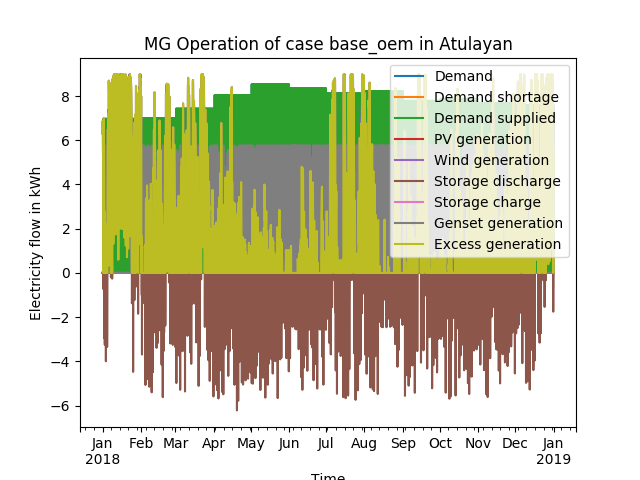 MG Operation of case base_oem in Atulayan
Electricity flow in kWh
8
6
4
2
0
−2
−4
−6
Demand
Demand shortage
Demand supplied
PV generation
Wind generation
Storage discharge
Storage charge
Genset generation
Excess generation
Jan Feb Mar Apr May Jun Jul Aug Sep Oct Nov Dec Jan
2018 2019
Time